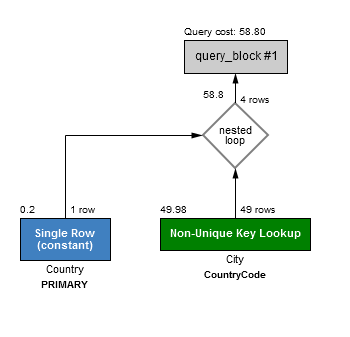 Query cost: 58.80
query_block #1
58.8
4 rows
nested
loop
0.2
1 row
49.98
49 rows
Single Row
(constant)
Non-Unique Key Lookup
Country
PRIMARY
City
CountryCode